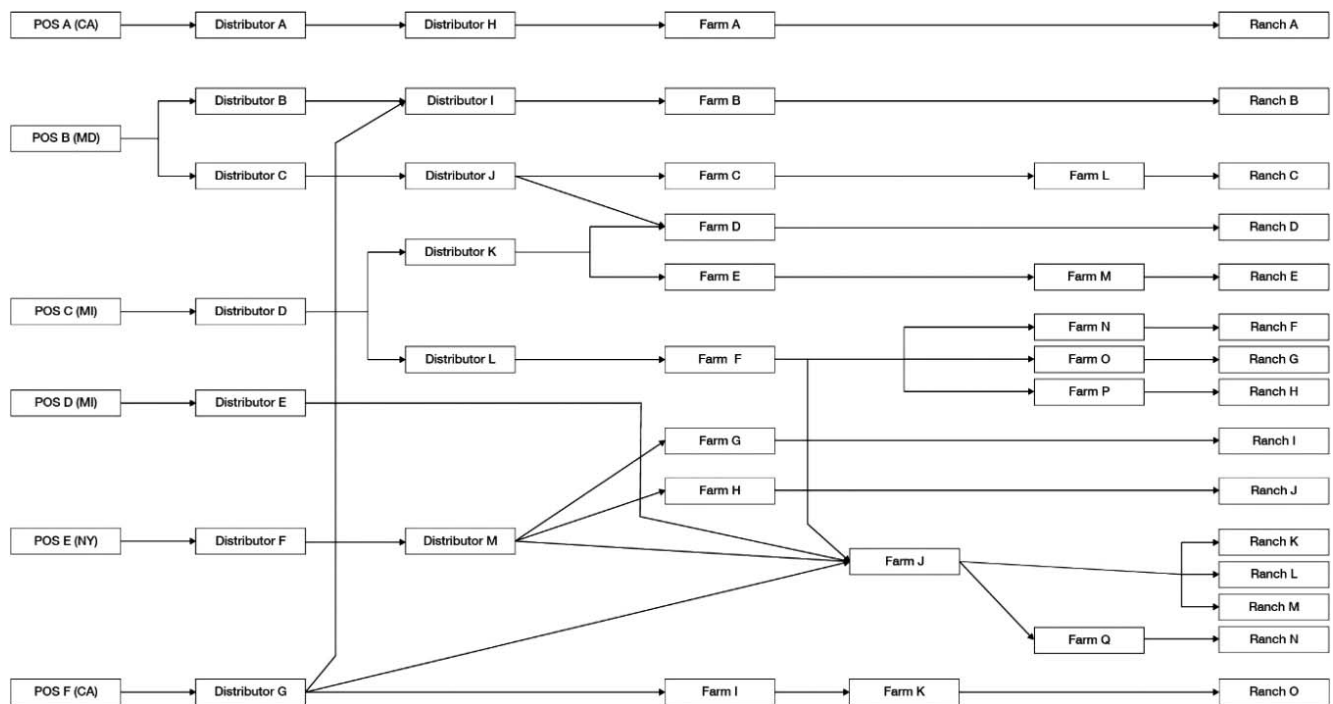 POS A (CA) Distributor A Distributor H Farm A Ranch A
Distributor B Distributor I Farm B Ranch B
POS B (MD)
Distributor C Distributor J Farm C Farm L Ranch C
Farm D Ranch D
Distributor K
Farm E Farm M Ranch E
POS C (MI) Distributor D
Farm N Ranch F
Distributor L Farm F Farm O Ranch G
Farm P Ranch H
POS D (MI) Distributor E
Farm G Ranch I
Farm H Ranch J
POS E (NY) Distributor F Distributor M Ranch K
Farm J
Ranch L
Ranch M
Farm Q Ranch N
POS F (CA) Distributor G Farm I Farm K Ranch O